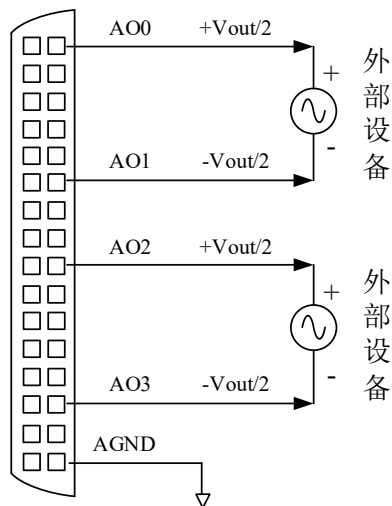 AO0 +Vout/2
+
外部设备
-
AO1 -Vout/2
AO2 +Vout/2
+
外部设备
-
AO3 -Vout/2
AGND